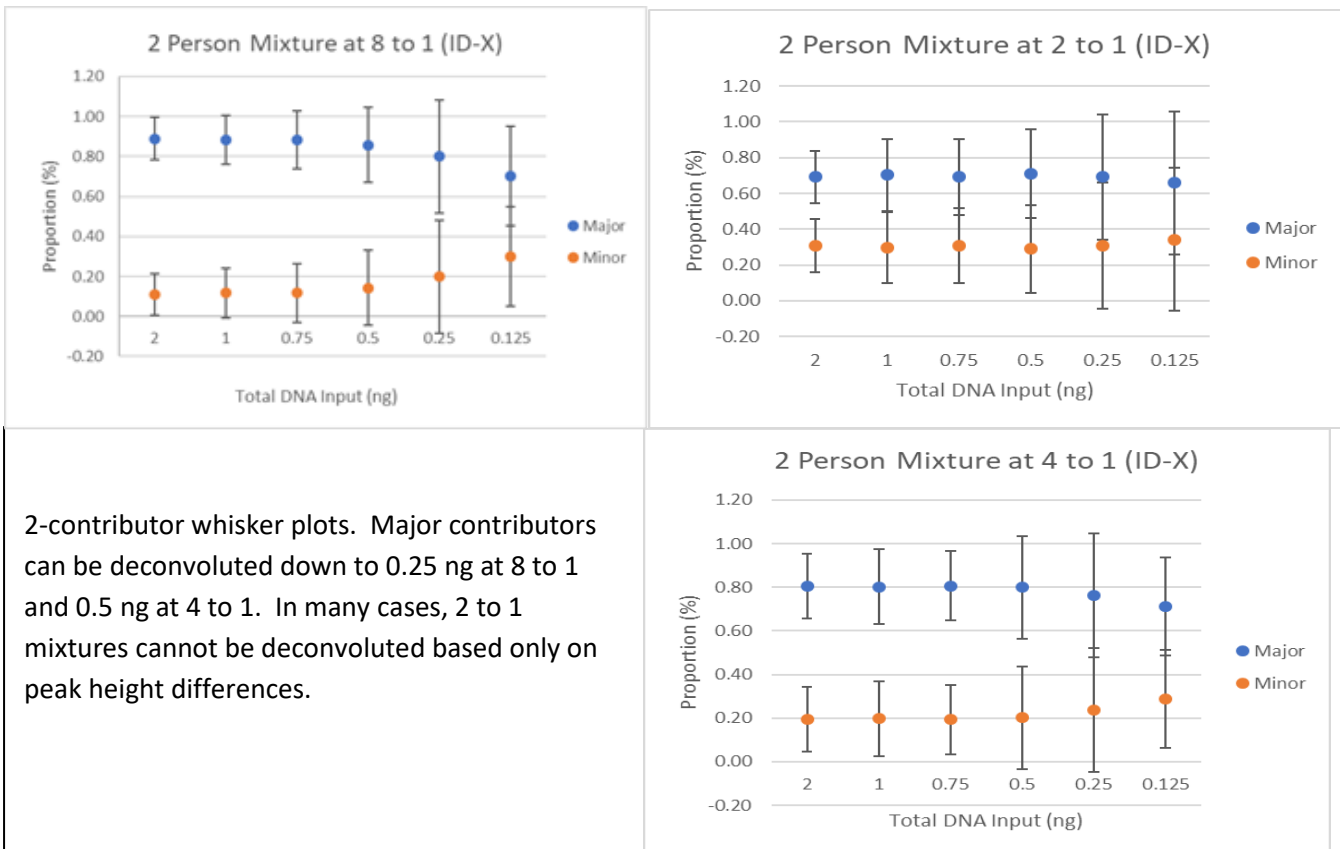 2 Person Mixture at 8 to 1 (ID-X)
1.20
1.00
0.80
0.60
0.40
0.20
0.00
-0.20
Proportion (%)
2 1 0.75 0.5 0.25 0.125
Total DNA Input (ng)
Major
Minor
2 Person Mixture at 2 to 1 (ID-X)
1.20
1.00
0.80
0.60
0.40
0.20
0.00
-0.20
Proportion (%)
2 1 0.75 0.5 0.25 0.125
Total DNA Input (ng)
Major
Minor
2-contributor whisker plots. Major contributors
can be deconvoluted down to 0.25 ng at 8 to 1
and 0.5 ng at 4 to 1. In many cases, 2 to 1
mixtures cannot be deconvoluted based only on
peak height differences.
2 Person Mixture at 4 to 1 (ID-X)
1.20
1.00
0.80
0.60
0.40
0.20
0.00
-0.20
Proportion (%)
2 1 0.75 0.5 0.25 0.125
Total DNA Input (ng)
Major
Minor